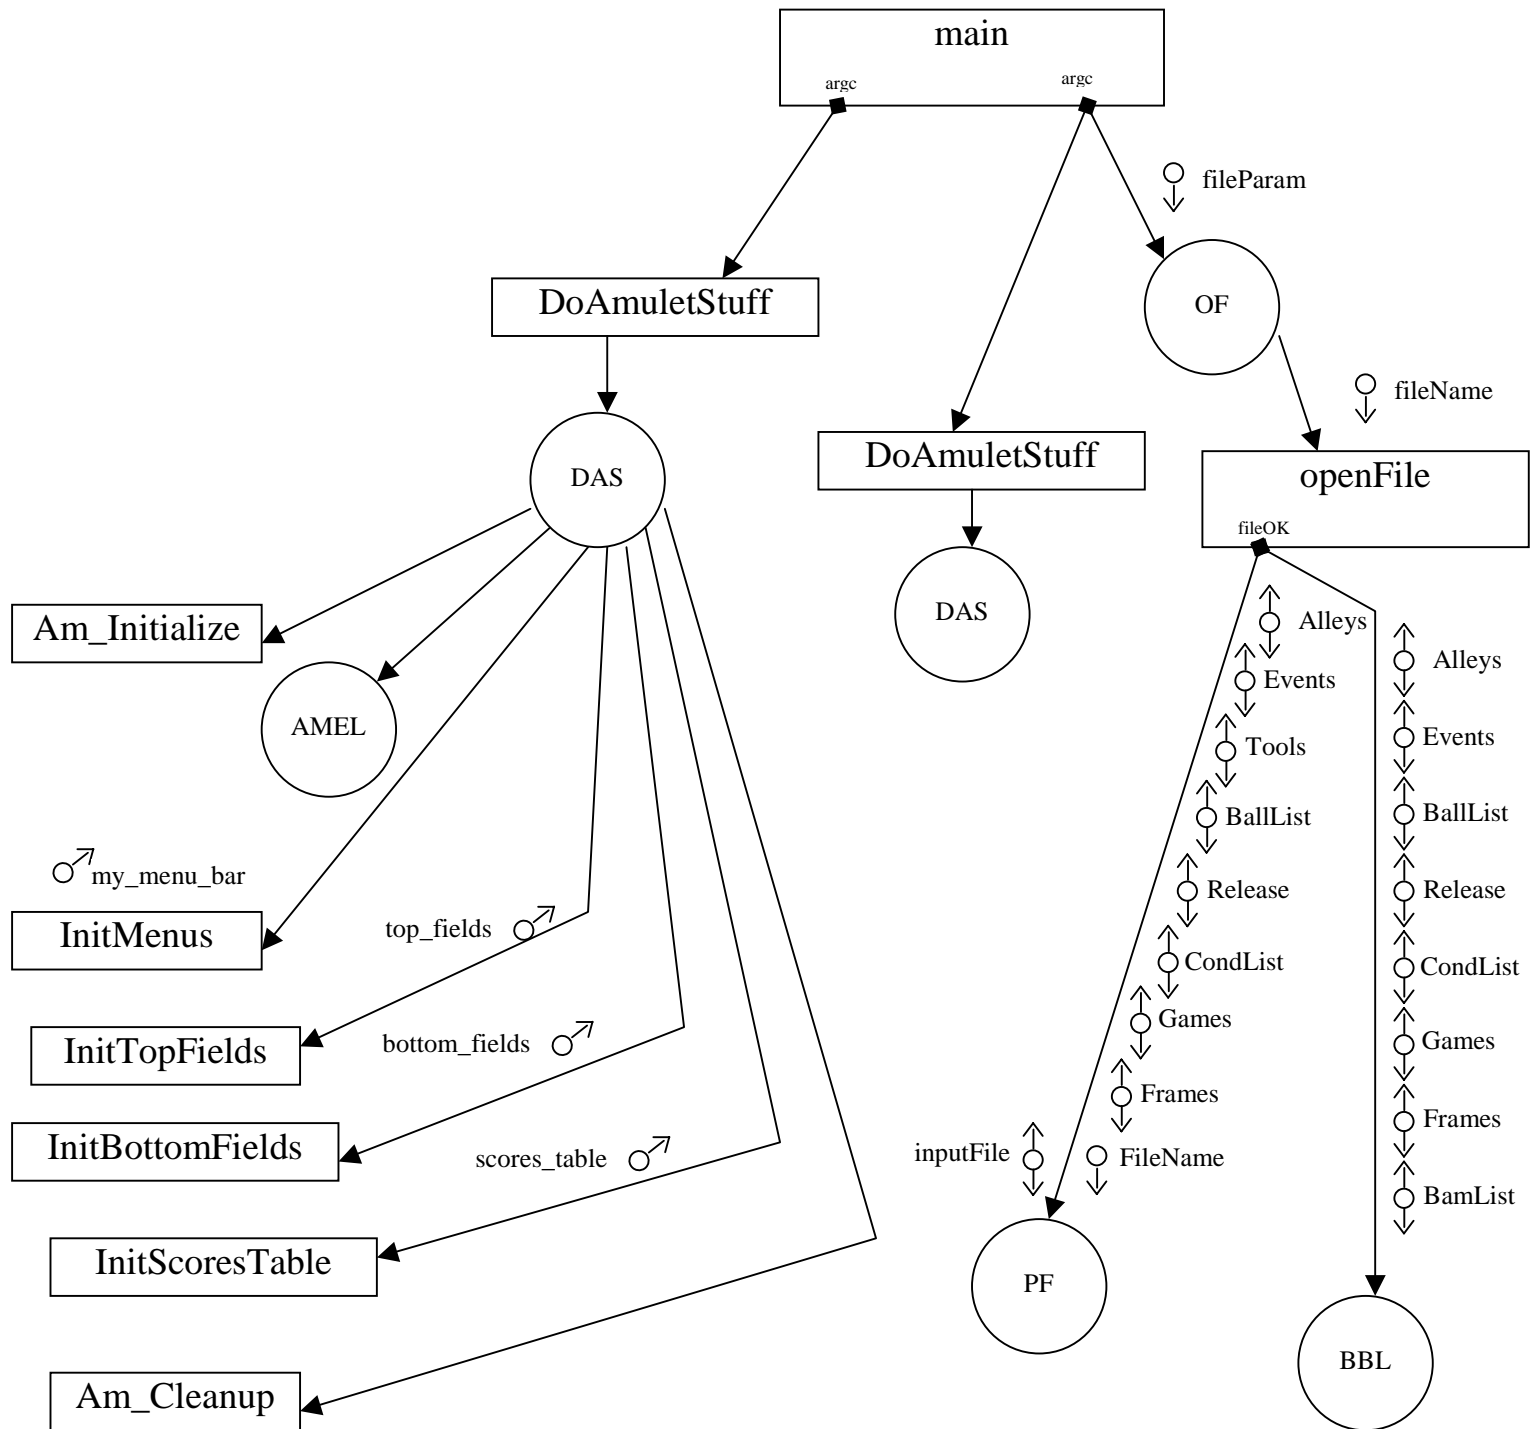 main
argc
argc
fileParam
DoAmuletStuff
OF
fileName
DAS
DoAmuletStuff
openFile
fileOK
Am_Initialize
DAS
Alleys
Alleys
Events
AMEL
Events
Tools
BallList
BallList
my_menu_bar
Release
Release
InitMenus
top_fields
CondList
CondList
Games
InitTopFields
bottom_fields
Games
Frames
Frames
InitBottomFields
scores_table
inputFile
FileName
BamList
InitScoresTable
PF
BBL
Am_Cleanup